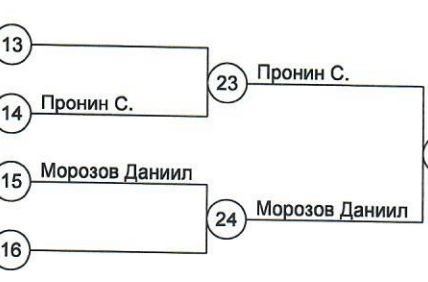 13
23 Пронин С.
14 Пронин С.
15 Морозов Даниил
24 Морозов Даниил
16